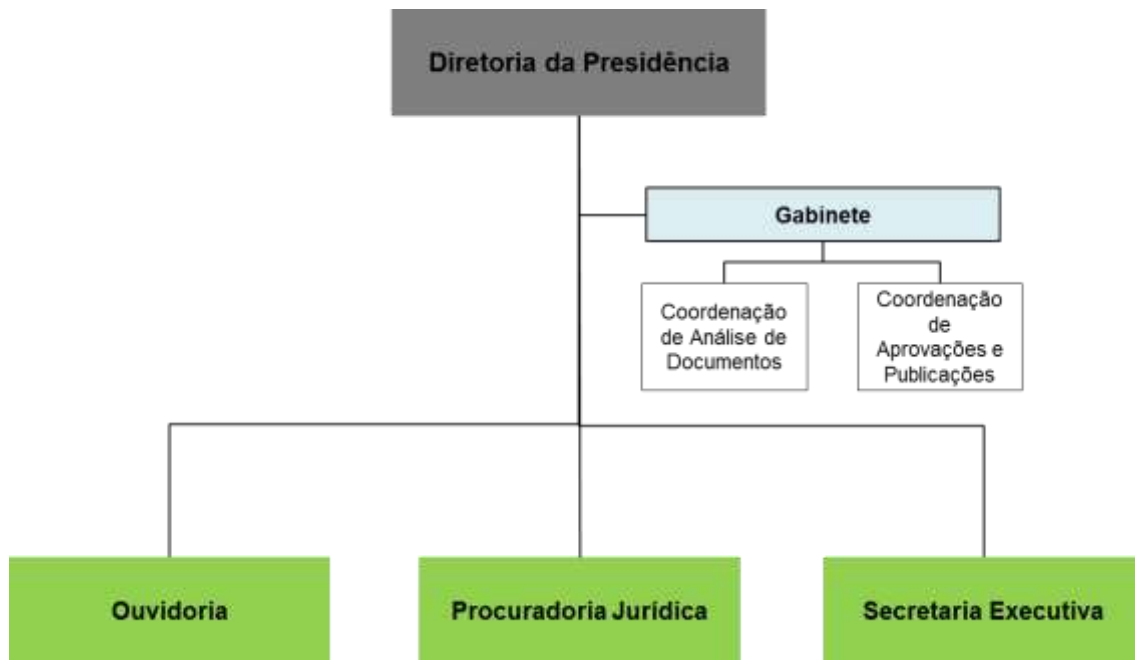 Diretoria da Presidência
Gabinete
Coordenação
de Análise de
Documentos
Coordenação
de
Aprovações e
Publicações
Ouvidoria
Procuradoria Jurídica
Secretaria Executiva